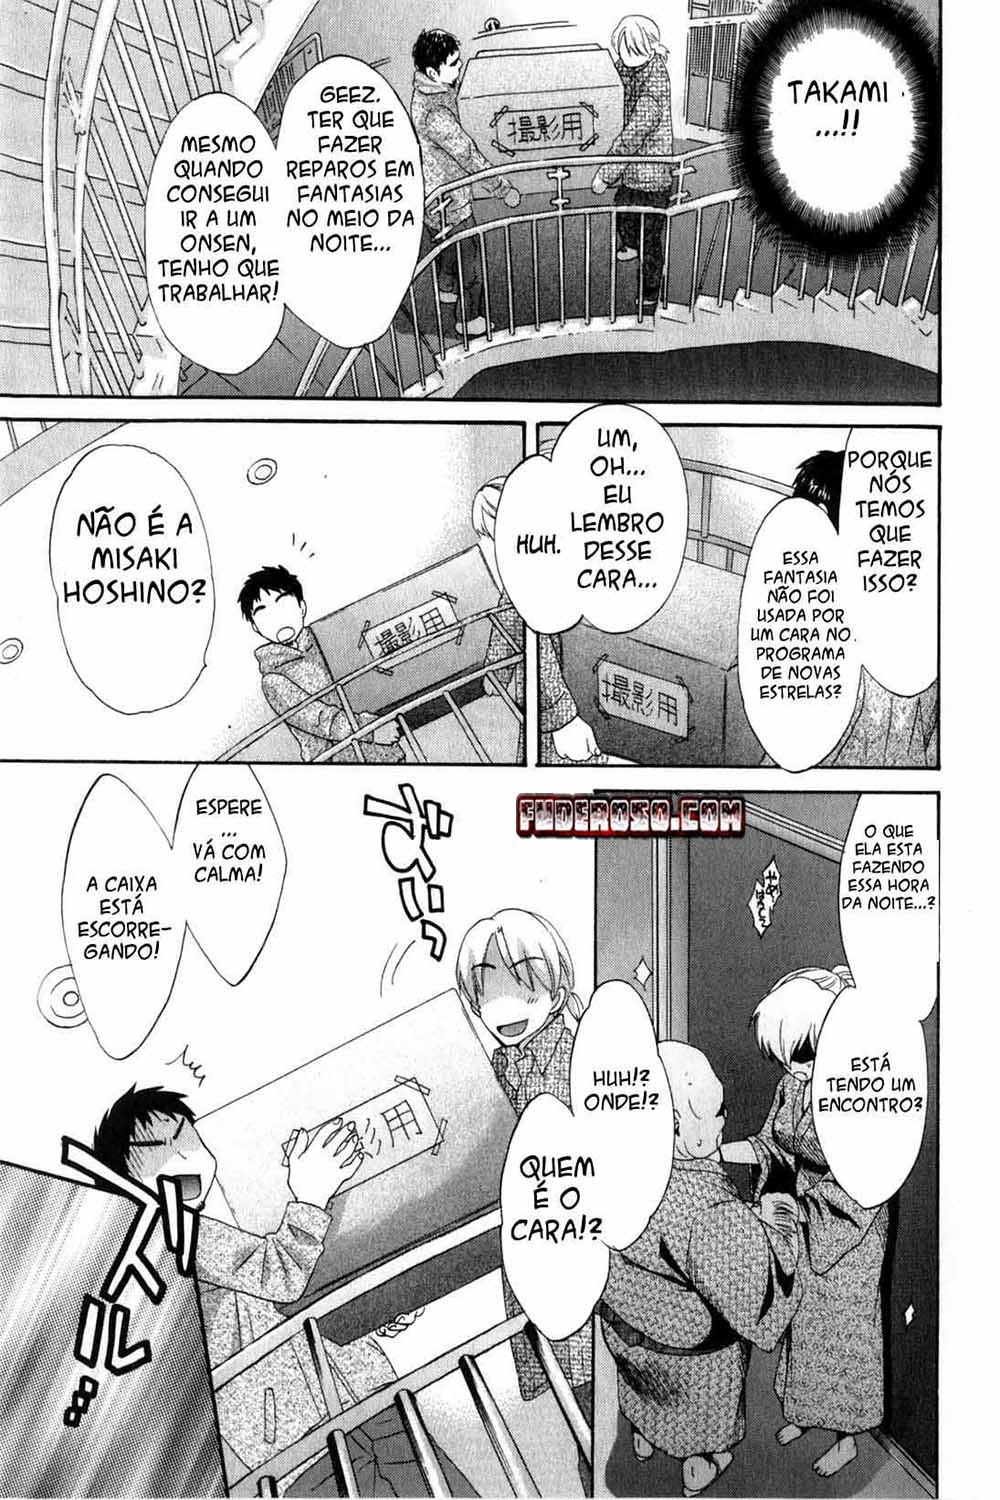 TAKAMI
...!!
GEEZ.
TER QUE
FAZER
REPAROS EM
FANTASIAS
NO MEIO DA
NOITE...
MESMO
QUANDO
CONSEGUI
IR A UM
ONSEN,
TENHO QUE
TRABALHAR!
撮影用
PORQUE
NÓS
TEMOS
QUE
FAZER
ISSO?
ESSA
FANTASIA
NÃO FOI
USADA POR
UM CARA NO
PROGRAMA
DE NOVAS
ESTRELAS?
UM,
OH...
EU
LEMBRO
DESSE
CARA...
HUH.
撮影用
NÃO É A
MISAKI
HOSHINO?
撮影用
FUDEROSO.COM
O QUE
ELA ESTA
FAZENDO
ESSA HORA
DA NOITE...?
ESTÁ
TENDO UM
ENCONTRO?
HUH!?
ONDE!?
QUEM
É O
CARA!?
ESPERE
...
VÁ COM
CALMA!
A CAIXA
ESTÁ
ESCORRE-
GANDO!
影用
ズルル